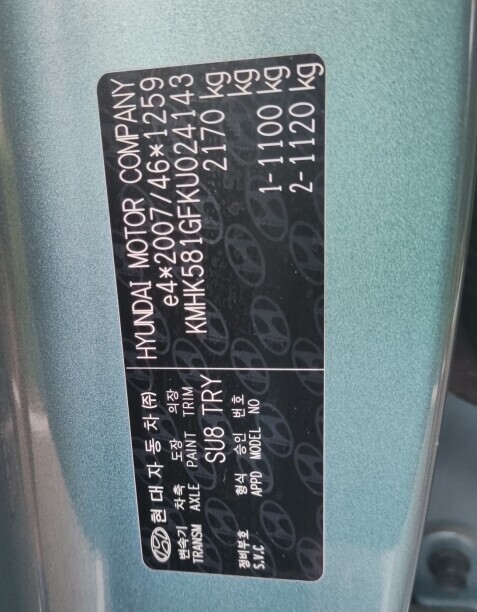 현대자동차(주) HYUNDAI MOTOR COMPANY
e4*2007/46*1259
KMHK581GFKU024143
2170 kg
1-1100 kg
2-1120 kg
변속기 차축 도장 의장
TRANSM AXLE PAINT TRIM
SU8 TRY
형식 승인 번호
APPD MODEL NO
정비부호
S.V.C